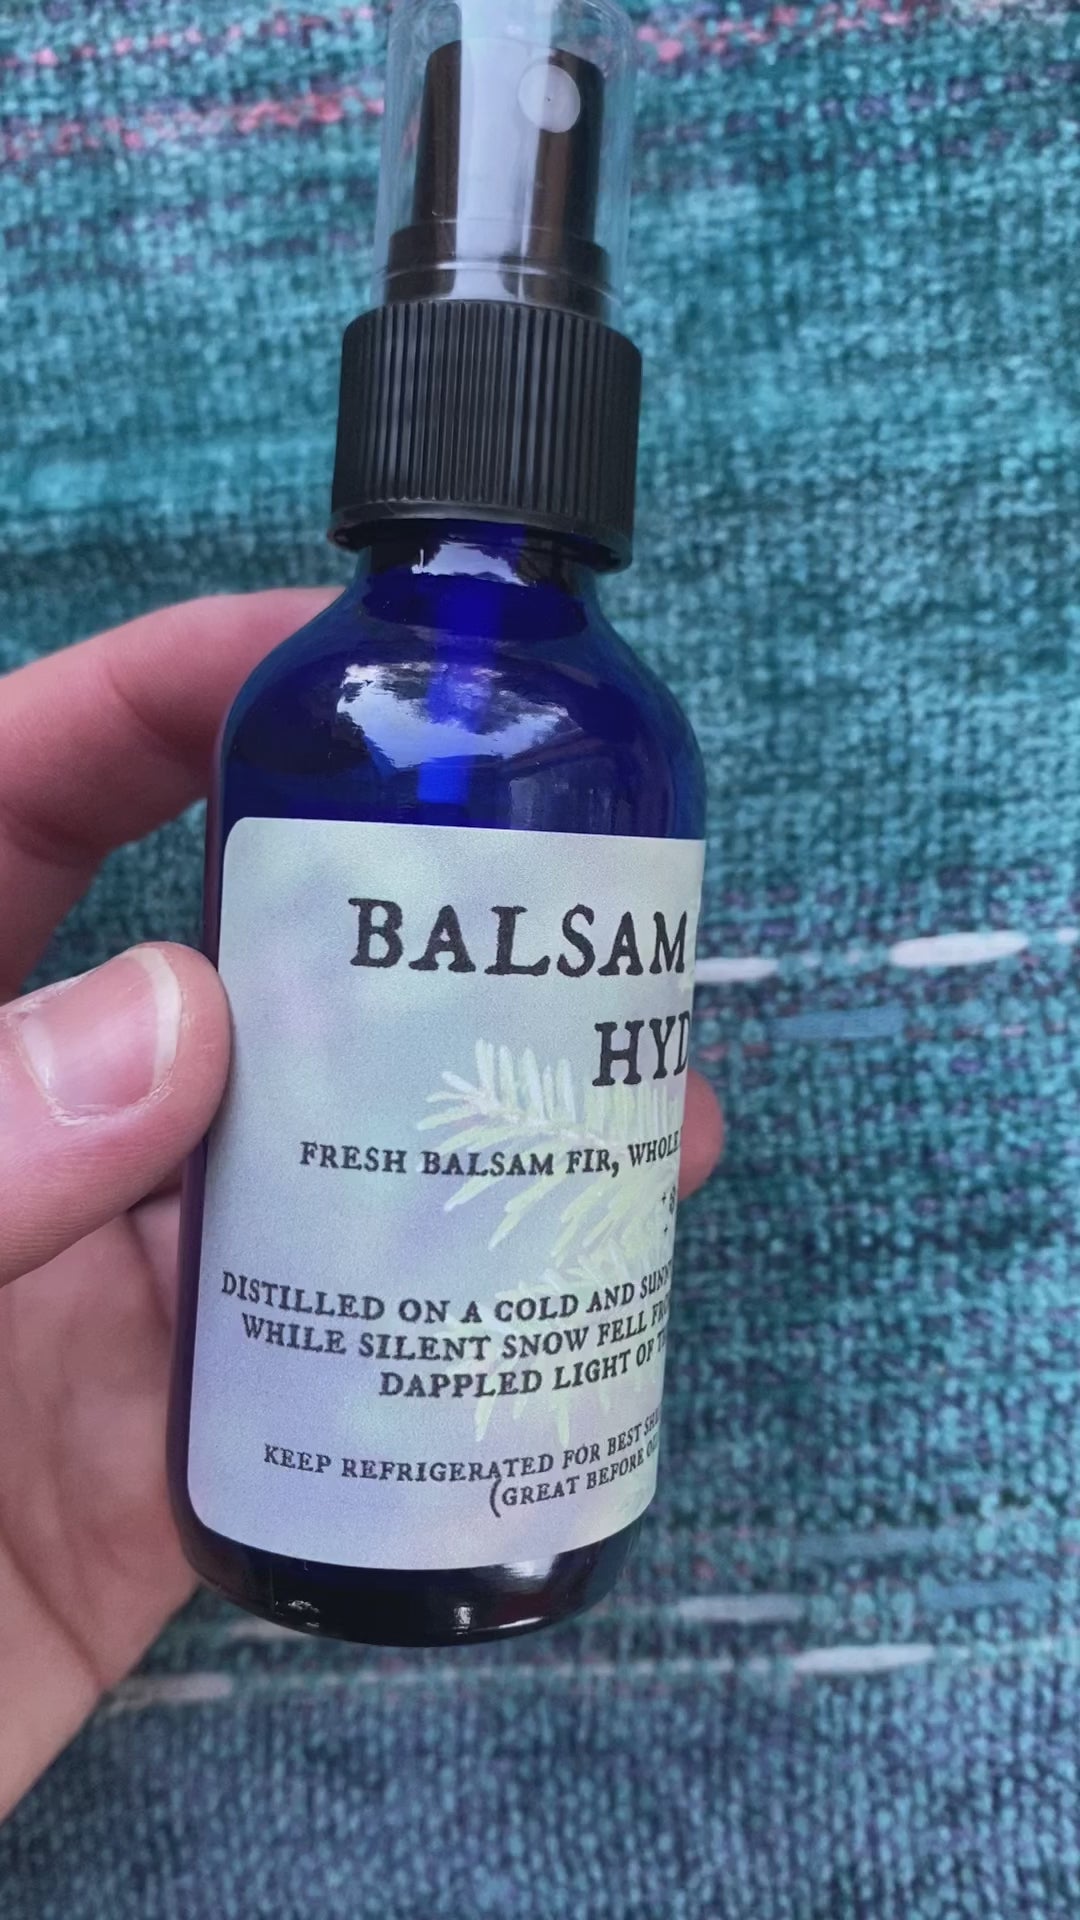 BALSAM
HYD
FRESH BALSAM FIR, WHOLE
DISTILLED ON A COLD AND SUNN
WHILE SILENT SNOW FELL FRO
DAPPLED LIGHT OF T
KEEP REFRIGERATED FOR BEST SH
(GREAT BEFORE O